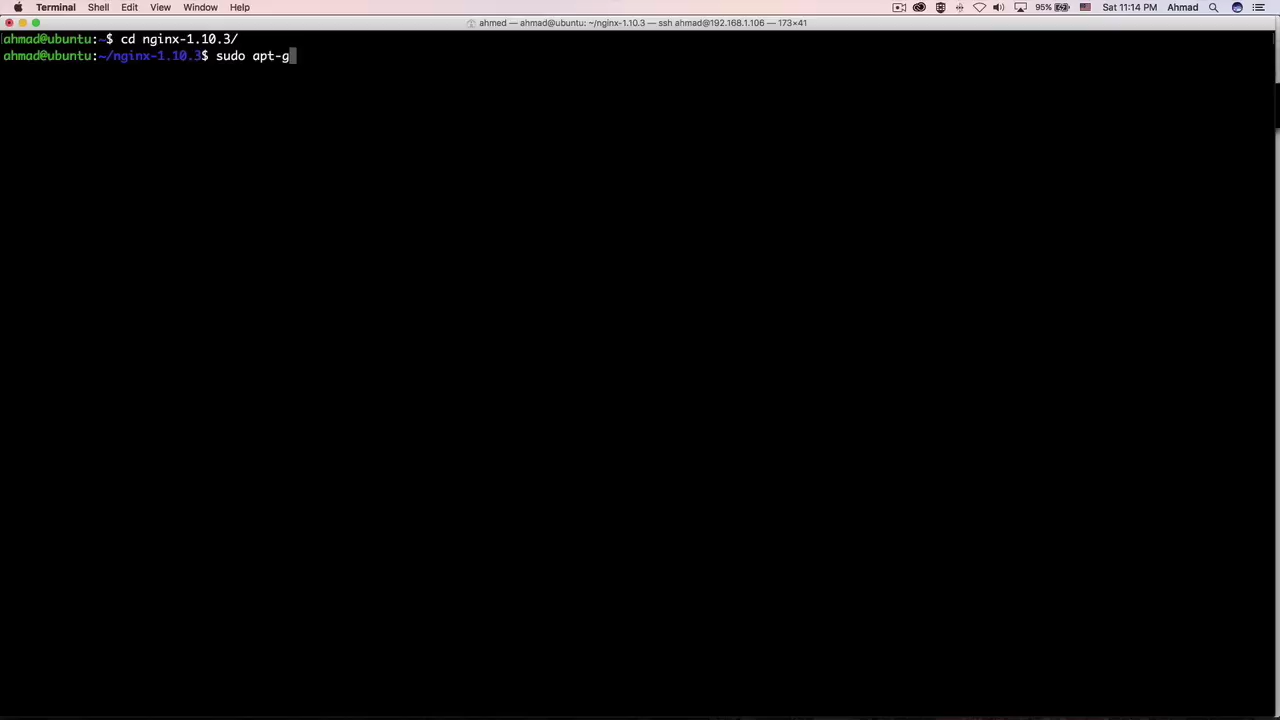 Terminal Shell Edit View Window Help 95% Sat 11:14 PM Ahmad
ahmed — ahmad@ubuntu: ~/nginx-1.10.3 — ssh ahmad@192.168.1.106 — 173×41
ahmad@ubuntu:~$ cd nginx-1.10.3/
ahmad@ubuntu:~/nginx-1.10.3$ sudo apt-g